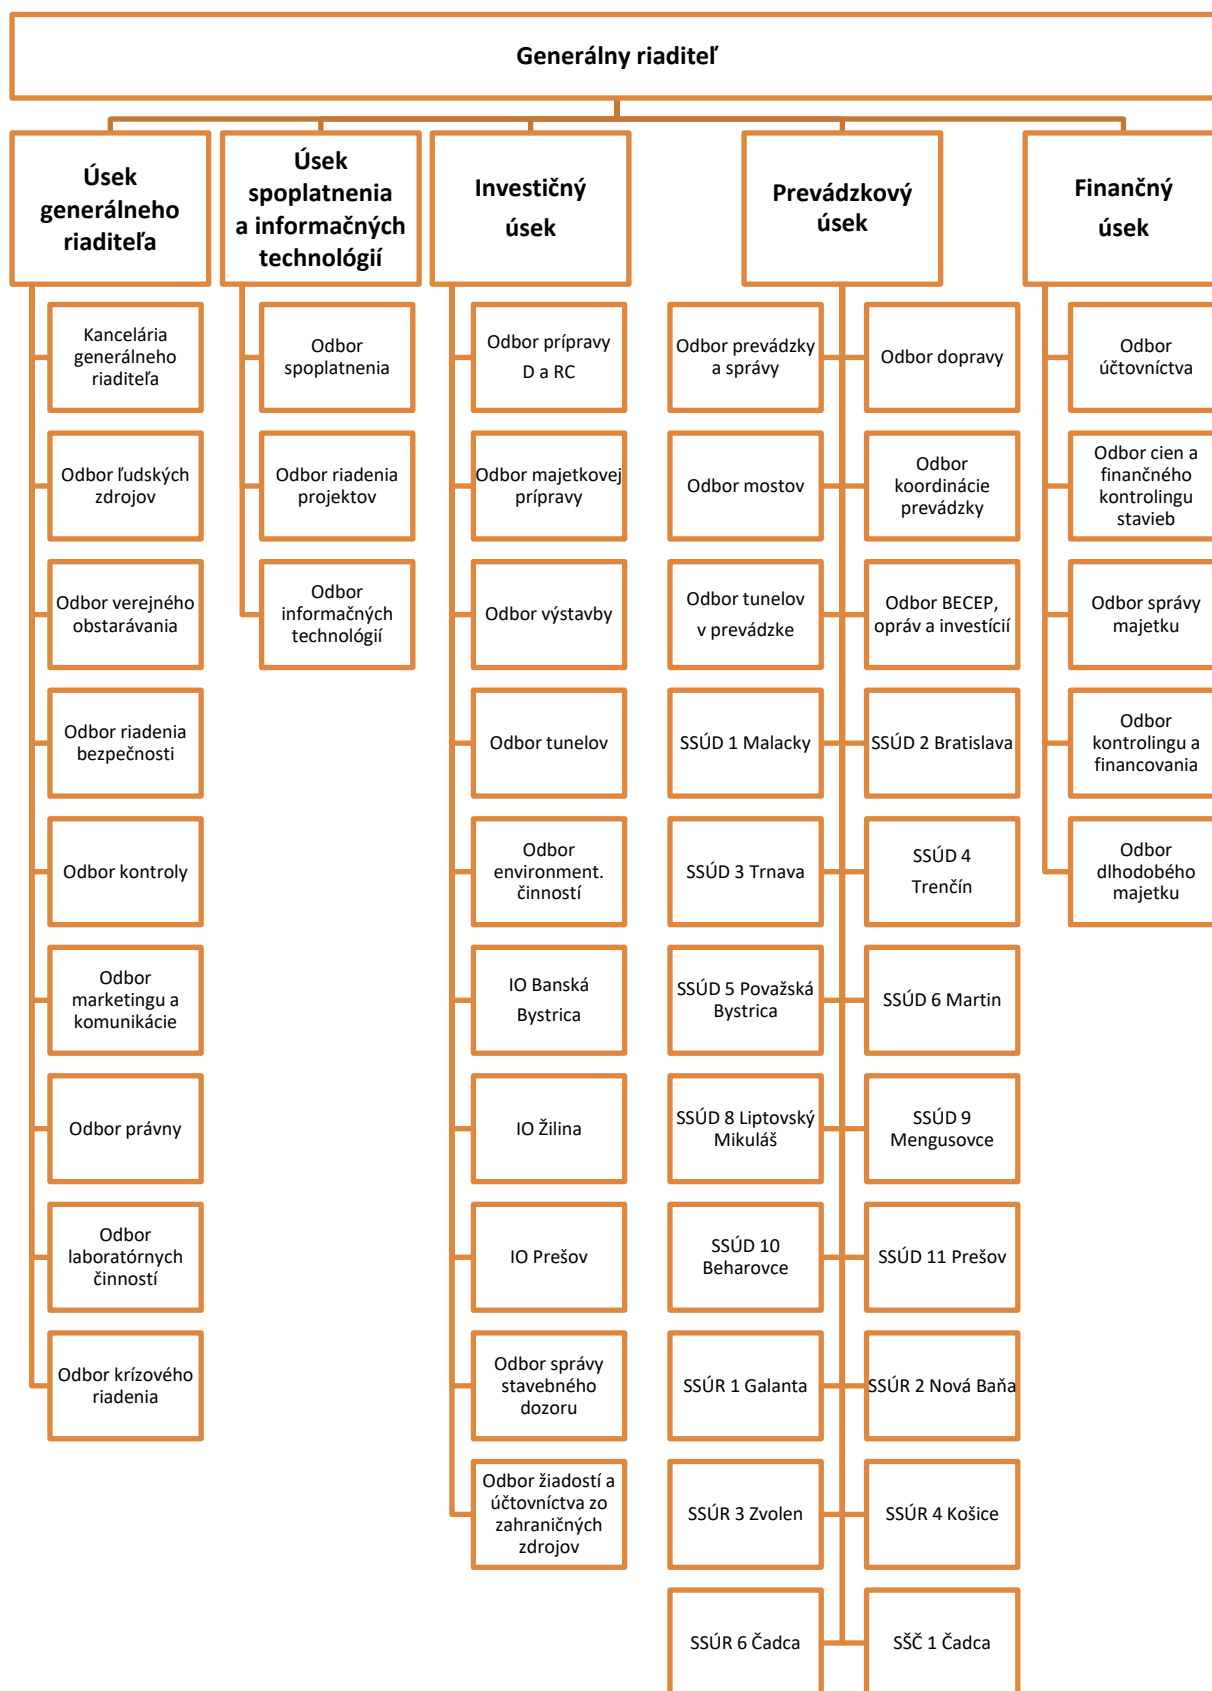 Generálny riaditeľ
Úsek
generálneho
riaditeľa
Úsek
spoplatnenia
a informačných
technológií
Investičný
úsek
Prevádzkový
úsek
Finančný
úsek
Kancelária
generálneho
riaditeľa
Odbor ľudských
zdrojov
Odbor verejného
obstarávania
Odbor riadenia
bezpečnosti
Odbor kontroly
Odbor
marketingu a
komunikácie
Odbor právny
Odbor
laboratórnych
činností
Odbor krízového
riadenia
Odbor
spoplatnenia
Odbor riadenia
projektov
Odbor
informačných
technológií
Odbor prípravy
D a RC
Odbor majetkovej
prípravy
Odbor výstavby
Odbor tunelov
Odbor
environment.
činností
IO Banská
Bystrica
IO Žilina
IO Prešov
Odbor správy
stavebného
dozoru
Odbor žiadostí a
účtovníctva zo
zahraničných
zdrojov
Odbor prevádzky
a správy
Odbor dopravy
Odbor mostov
Odbor
koordinácie
prevádzky
Odbor tunelov
v prevádzke
Odbor BECEP,
opráv a investícií
SSÚD 1 Malacky
SSÚD 2 Bratislava
SSÚD 3 Trnava
SSÚD 4
Trenčín
SSÚD 5 Považská
Bystrica
SSÚD 6 Martin
SSÚD 8 Liptovský
Mikuláš
SSÚD 9
Mengusovce
SSÚD 10
Beharovce
SSÚD 11 Prešov
SSÚR 1 Galanta
SSÚR 2 Nová Baňa
SSÚR 3 Zvolen
SSÚR 4 Košice
SSÚR 6 Čadca
SŠČ 1 Čadca
Odbor
účtovníctva
Odbor cien a
finančného
kontrolingu
stavieb
Odbor správy
majetku
Odbor
kontrolingu a
financovania
Odbor
dlhodobého
majetku